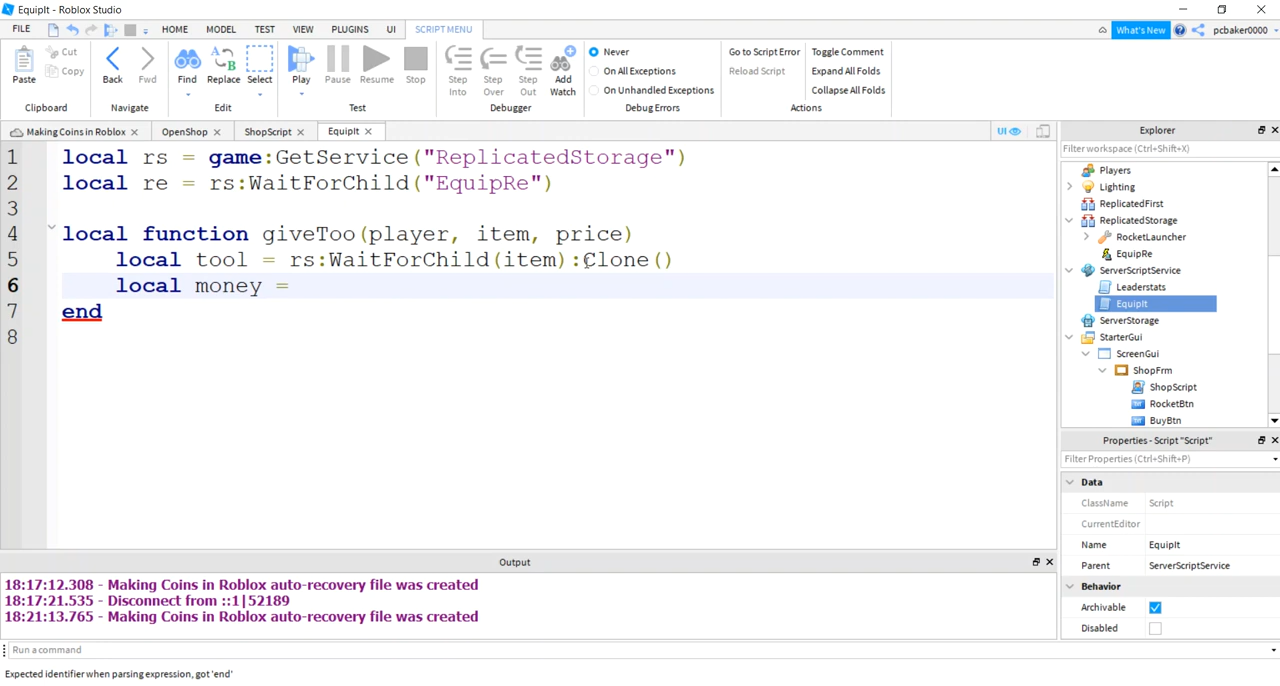 EquipIt - Roblox Studio
FILE HOME MODEL TEST VIEW PLUGINS UI SCRIPT MENU What's New pcbaker0000
Paste Cut Copy Back Fwd Find Replace Select Play Pause Resume Stop Step Into Step Over Step Out Add Watch
Never
On All Exceptions
On Unhandled Exceptions
Go to Script Error
Reload Script
Toggle Comment
Expand All Folds
Collapse All Folds
Clipboard Navigate Edit Test Debugger Debug Errors Actions
Making Coins in Roblox OpenShop ShopScript EquipIt UI
1 local rs = game:GetService("ReplicatedStorage")
2 local re = rs:WaitForChild("EquipRe")
3
4 local function giveToo(player, item, price)
5 local tool = rs:WaitForChild(item):Clone()
6 local money =
7 end
8
Explorer
Filter workspace (Ctrl+Shift+X)
Players
Lighting
ReplicatedFirst
ReplicatedStorage
RocketLauncher
EquipRe
ServerScriptService
Leaderstats
EquipIt
ServerStorage
StarterGui
ScreenGui
ShopFrm
ShopScript
RocketBtn
BuyBtn
Properties - Script "Script"
Filter Properties (Ctrl+Shift+P)
Data
ClassName Script
CurrentEditor
Name EquipIt
Parent ServerScriptService
Behavior
Archivable
Disabled
Output
18:17:12.308 - Making Coins in Roblox auto-recovery file was created
18:17:21.535 - Disconnect from ::1|52189
18:21:13.765 - Making Coins in Roblox auto-recovery file was created
Run a command
Expected identifier when parsing expression, got 'end'